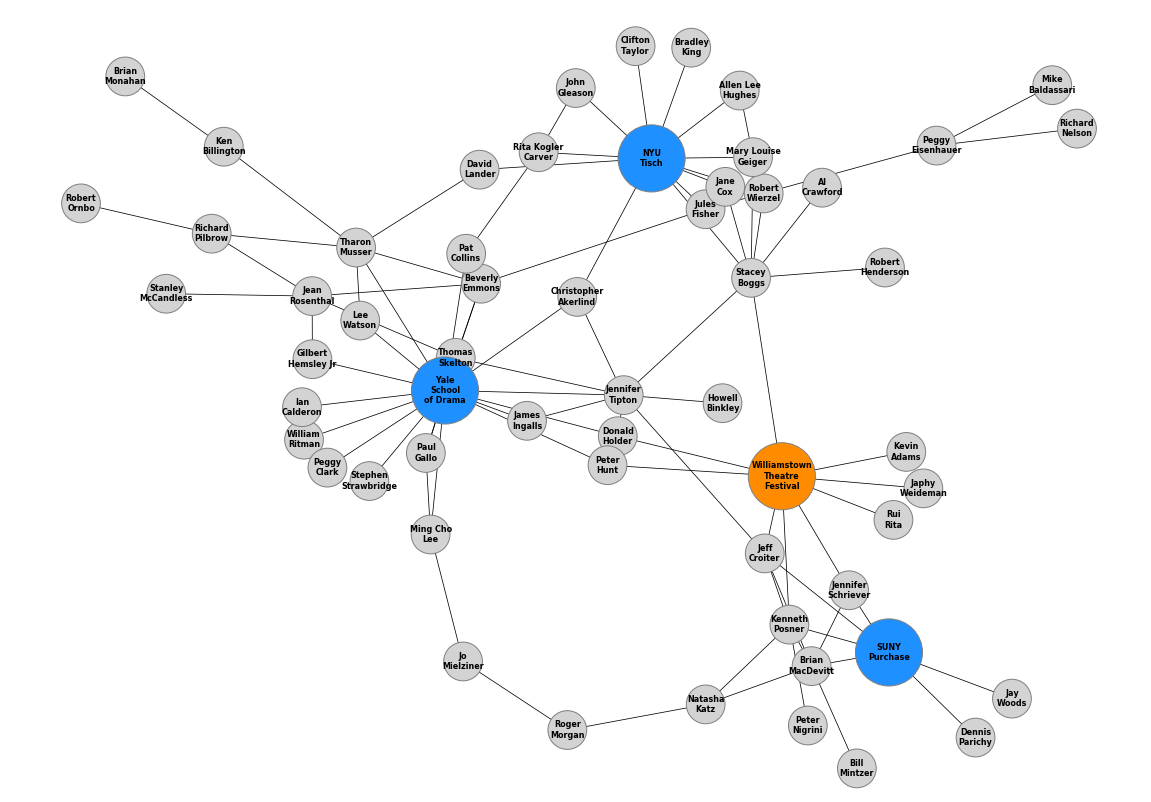 Clifton
Taylor
Bradley
King
Brian
Monahan
John
Gleason
Allen Lee
Hughes
Mike
Baldassari
Richard
Nelson
Ken
Billington
Rita Kogler
Carver
NYU
Tisch
Mary Louise
Geiger
Peggy
Eisenhauer
David
Lander
Jane
Cox
Robert
Wierzel
Al
Crawford
Jules
Fisher
Robert
Ornbo
Richard
Pilbrow
Tharon
Musser
Pat
Collins
Beverly
Emmons
Stacey
Boggs
Robert
Henderson
Stanley
McCandless
Jean
Rosenthal
Christopher
Akerlind
Lee
Watson
Gilbert
Hemsley Jr
Thomas
Skelton
Yale
School
of Drama
Jennifer
Tipton
Howell
Binkley
Ian
Calderon
James
Ingalls
William
Ritman
Donald
Holder
Peggy
Clark
Stephen
Strawbridge
Paul
Gallo
Peter
Hunt
Williamstown
Theatre
Festival
Kevin
Adams
Japhy
Weideman
Rui
Rita
Ming Cho
Lee
Jeff
Croiter
Jennifer
Schriever
Kenneth
Posner
SUNY
Purchase
Jo
Mielziner
Brian
MacDevitt
Natasha
Katz
Jay
Woods
Roger
Morgan
Peter
Nigrini
Dennis
Parichy
Bill
Mintzer